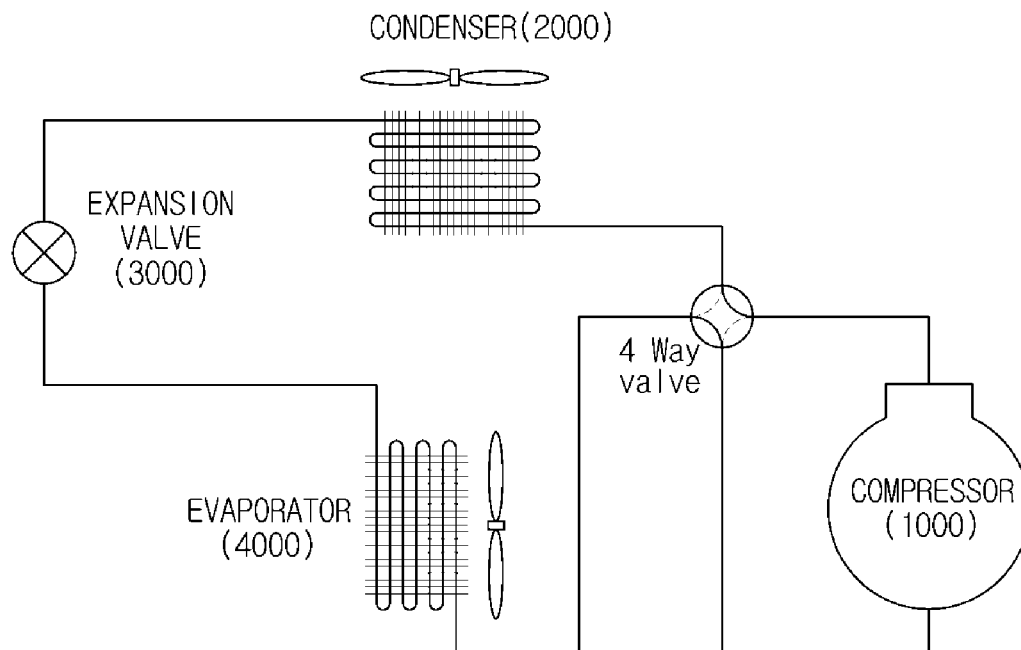 CONDENSER(2000)
EXPANSION
VALVE
(3000)
4 Way
valve
EVAPORATOR
(4000)
COMPRESSOR
(1000)